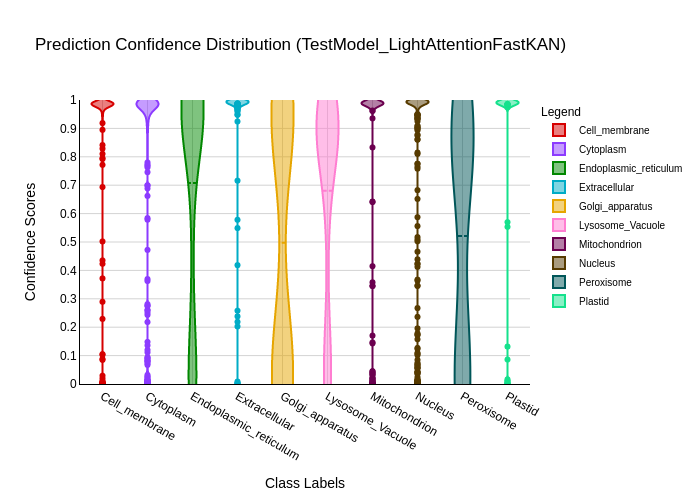 Prediction Confidence Distribution (TestModel_LightAttentionFastKAN)
Legend
Cell_membrane
Cytoplasm
Endoplasmic_reticulum
Extracellular
Golgi_apparatus
Lysosome_Vacuole
Mitochondrion
Nucleus
Peroxisome
Plastid
Confidence Scores
1
0.9
0.8
0.7
0.6
0.5
0.4
0.3
0.2
0.1
0
Cell_membrane
Cytoplasm
Endoplasmic_reticulum
Extracellular
Golgi_apparatus
Lysosome_Vacuole
Mitochondrion
Nucleus
Peroxisome
Plastid
Class Labels